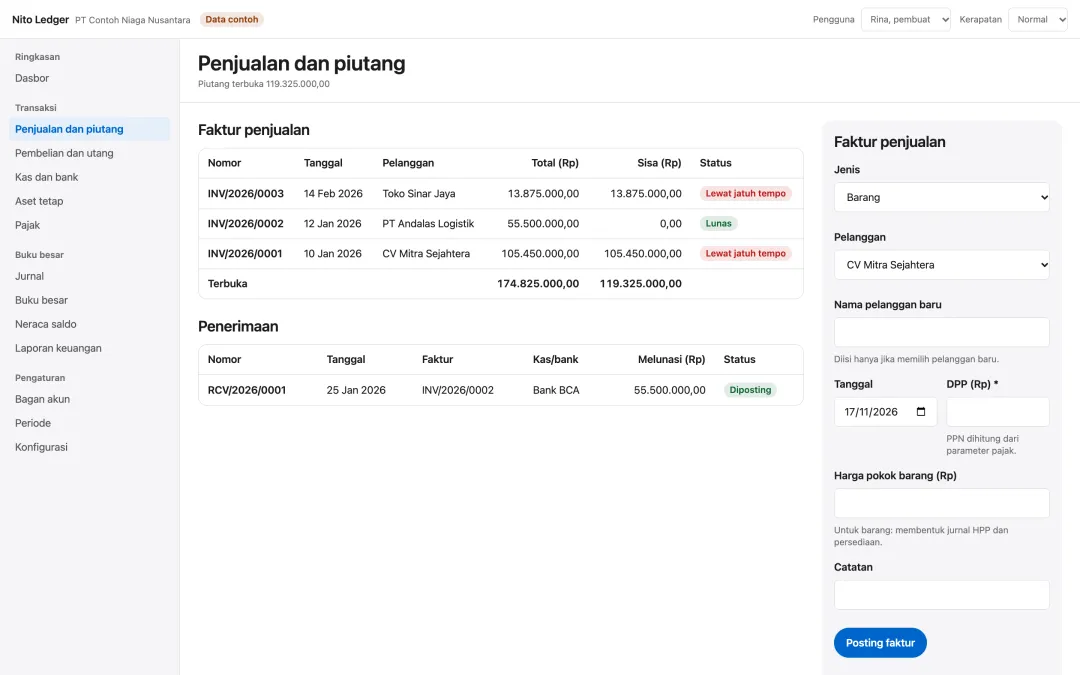 Nito Ledger PT Contoh Niaga Nusantara Data contoh Pengguna Rina, pembuat Kerapatan Normal
Ringkasan
Dasbor
Transaksi
Penjualan dan piutang
Pembelian dan utang
Kas dan bank
Aset tetap
Pajak
Buku besar
Jurnal
Buku besar
Neraca saldo
Laporan keuangan
Pengaturan
Bagan akun
Periode
Konfigurasi
Penjualan dan piutang
Piutang terbuka 119.325.000,00
Faktur penjualan
Nomor Tanggal Pelanggan Total (Rp) Sisa (Rp) Status
INV/2026/0003 14 Feb 2026 Toko Sinar Jaya 13.875.000,00 13.875.000,00 Lewat jatuh tempo
INV/2026/0002 12 Jan 2026 PT Andalas Logistik 55.500.000,00 0,00 Lunas
INV/2026/0001 10 Jan 2026 CV Mitra Sejahtera 105.450.000,00 105.450.000,00 Lewat jatuh tempo
Terbuka 174.825.000,00 119.325.000,00
Penerimaan
Nomor Tanggal Faktur Kas/bank Melunasi (Rp) Status
RCV/2026/0001 25 Jan 2026 INV/2026/0002 Bank BCA 55.500.000,00 Diposting
Faktur penjualan
Jenis
Barang
Pelanggan
CV Mitra Sejahtera
Nama pelanggan baru
Diisi hanya jika memilih pelanggan baru.
Tanggal DPP (Rp) *
17/11/2026
PPN dihitung dari
parameter pajak.
Harga pokok barang (Rp)
Untuk barang: membentuk jurnal HPP dan
persediaan.
Catatan
Posting faktur